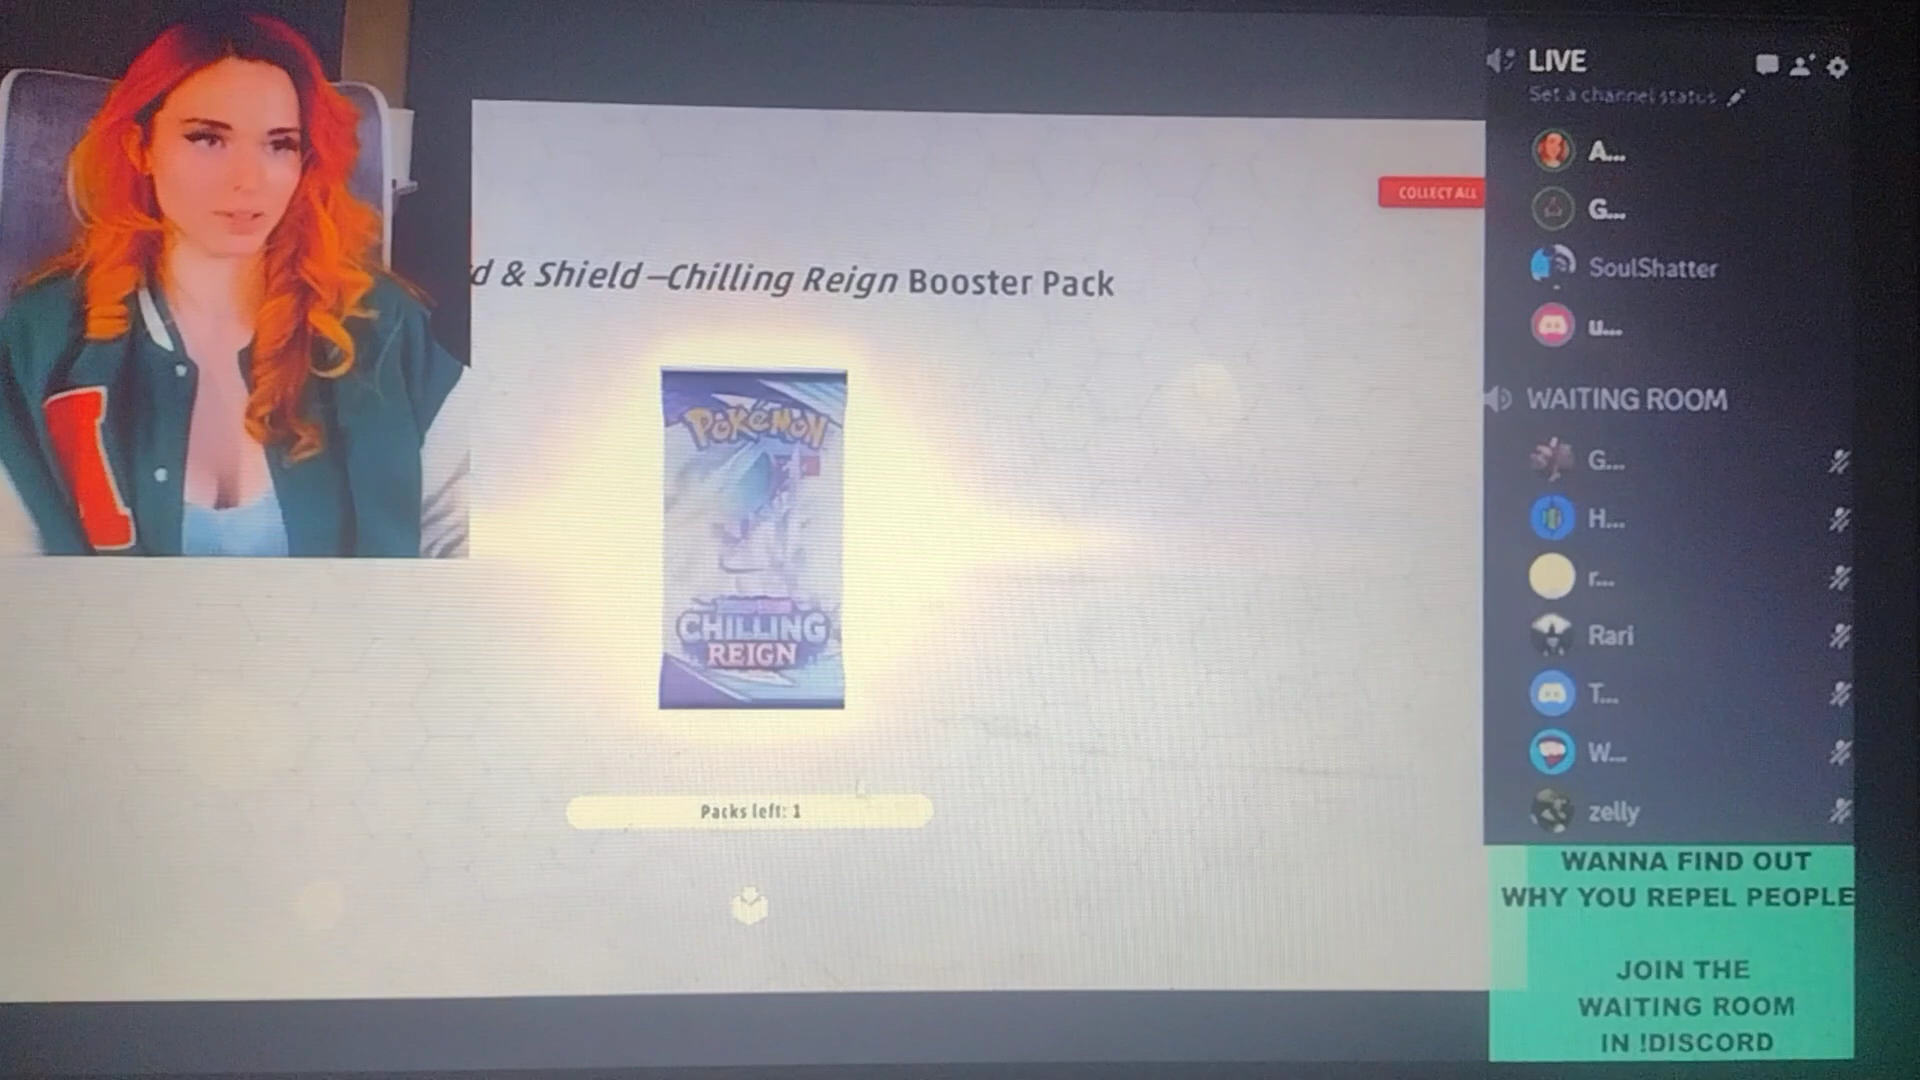 LIVE
Set a channel status
A...
G...
SoulShatter
u...
WAITING ROOM
G...
H...
r...
Rari
T...
W...
zelly
COLLECT ALL
d & Shield—Chilling Reign Booster Pack
POKÉMON
CHILLING
REIGN
Packs left: 1
WANNA FIND OUT
WHY YOU REPEL PEOPLE
JOIN THE
WAITING ROOM
IN !DISCORD